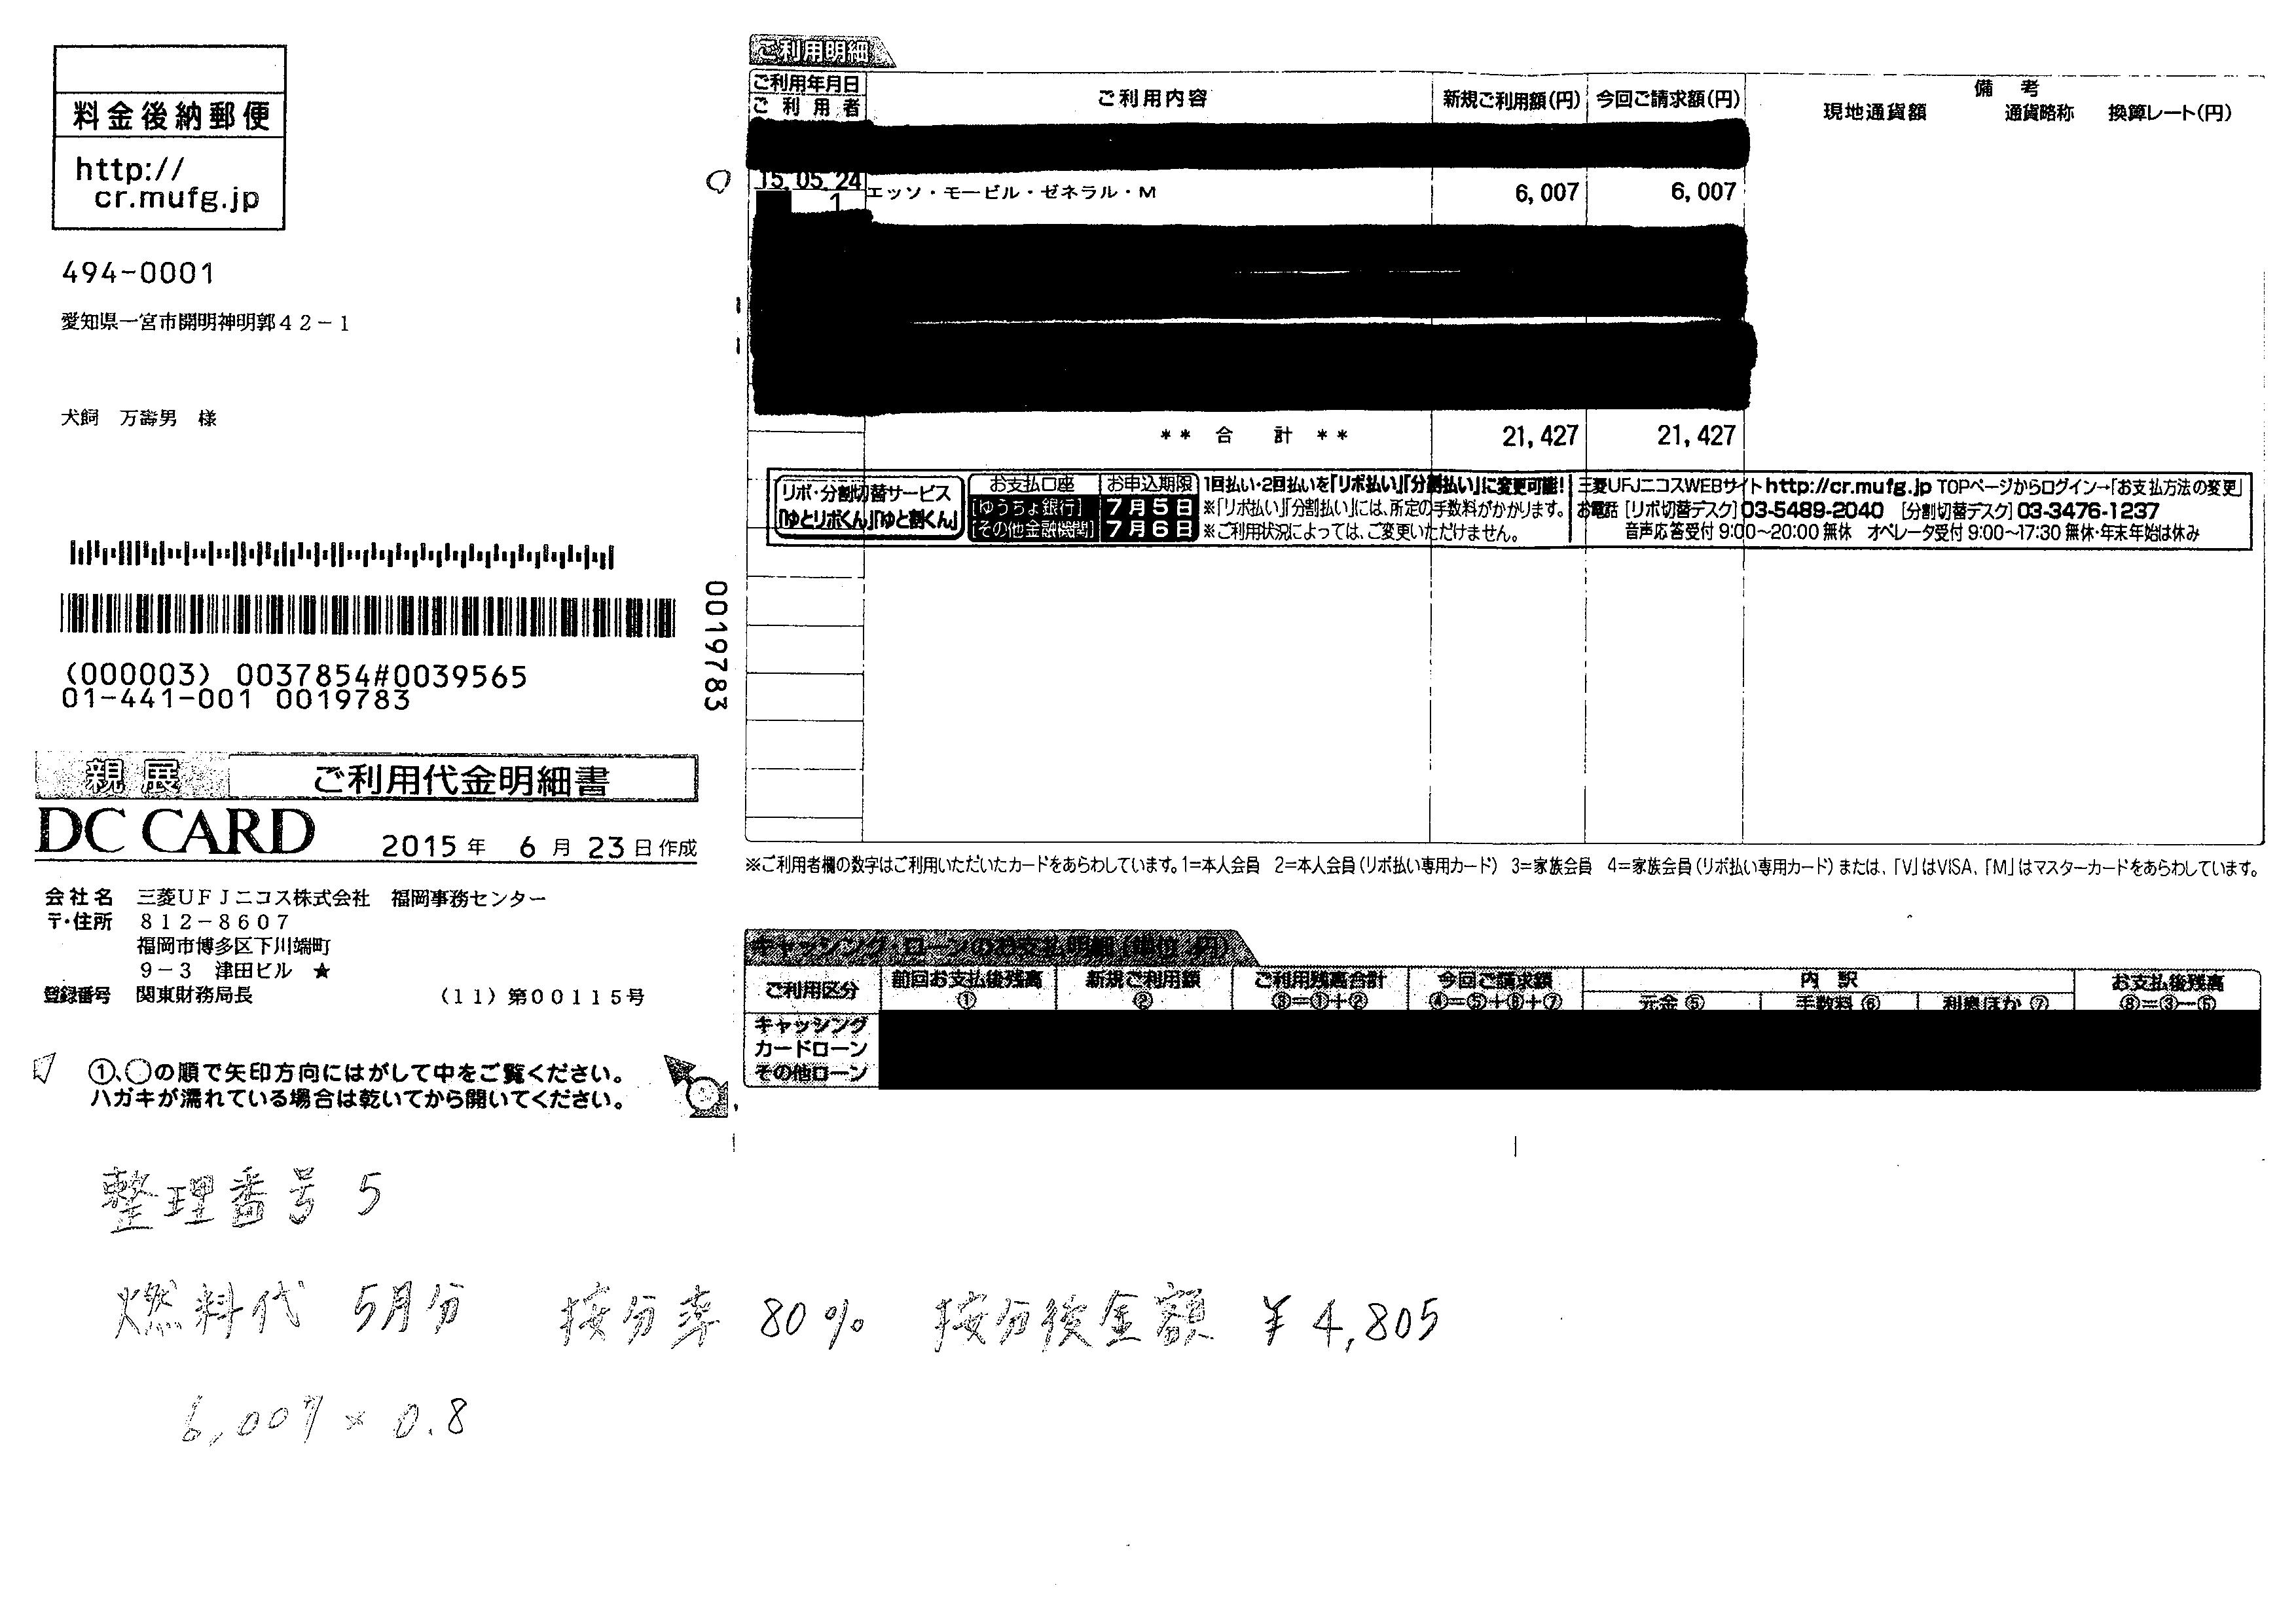 料金後納郵便
http://
cr.mufg.jp
494-0001
愛知県一宮市開明神明郭42-1
犬飼 万壽男 様
(000003) 0037854#0039565
01-441-001 0019783
0019783
親展 ご利用代金明細書
DC CARD 2015年 6月 23日作成
会社名 三菱UFJニコス株式会社 福岡事務センター
〒・住所 812-8607
福岡市博多区下川端町
9-3 津田ビル ★
登録番号 関東財務局長 (11)第00115号
①、○の順で矢印方向にはがして中をご覧ください。
ハガキが濡れている場合は乾いてから開いてください。
ご利用明細
ご利用年月日 ご利用内容 新規ご利用額(円) 今回ご請求額(円) 備考
ご利用者 現地通貨額 通貨略称 換算レート(円)
15.05.24 エッソ・モービル・ゼネラル・M 6,007 6,007
1
** 合 計 ** 21,427 21,427
リボ・分割切替サービス
「ゆとリボくん」「ゆと割くん」
お支払口座 お申込期限
[ゆうちょ銀行] 7月5日
[その他金融機関] 7月6日
1回払い・2回払いを「リボ払い」「分割払い」に変更可能!
※「リボ払い」「分割払い」には、所定の手数料がかかります。
※ご利用状況によっては、ご変更いただけません。
三菱UFJニコスWEBサイト http://cr.mufg.jp TOPページからログイン→「お支払方法の変更」
お電話 [リボ切替デスク] 03-5489-2040 [分割切替デスク] 03-3476-1237
音声応答受付 9:00~20:00 無休 オペレータ受付 9:00~17:30 無休・年末年始は休み
※ご利用者欄の数字はご利用いただいたカードをあらわしています。1=本人会員 2=本人会員(リボ払い専用カード) 3=家族会員 4=家族会員(リボ払い専用カード) または、「V」はVISA、「M」はマスターカードをあらわしています。
キャッシング・ローンのお支払明細(単位:円)
ご利用区分 前回お支払後残高① 新規ご利用額② ご利用残高合計③=①+② 今回ご請求額④=⑤+⑥+⑦ 内訳 お支払後残高⑧=③-⑤
元金⑤ 手数料⑥ 利息ほか⑦
キャッシング
カードローン
その他ローン
整理番号 5
燃料代 5月分 按分率 80% 按分後金額 ¥4,805
6,007×0.8